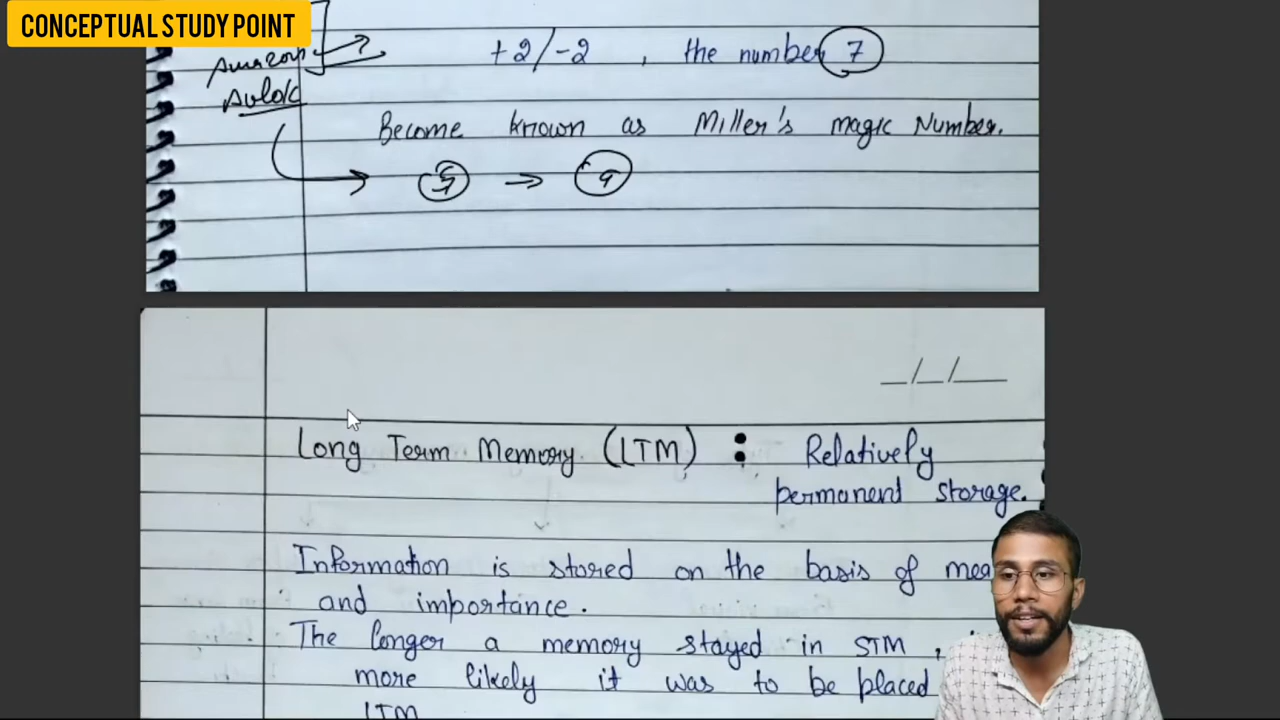 CONCEPTUAL STUDY POINT
+2/-2 , the number 7
Amazon
Become known as Miller's magic Number.
5 → 9
_/_/_
Long Term Memory (LTM) : Relatively
permanent storage.
Information is stored on the basis of
and importance.
The longer a memory stayed in STM ,
more likely it was to be placed
LTM